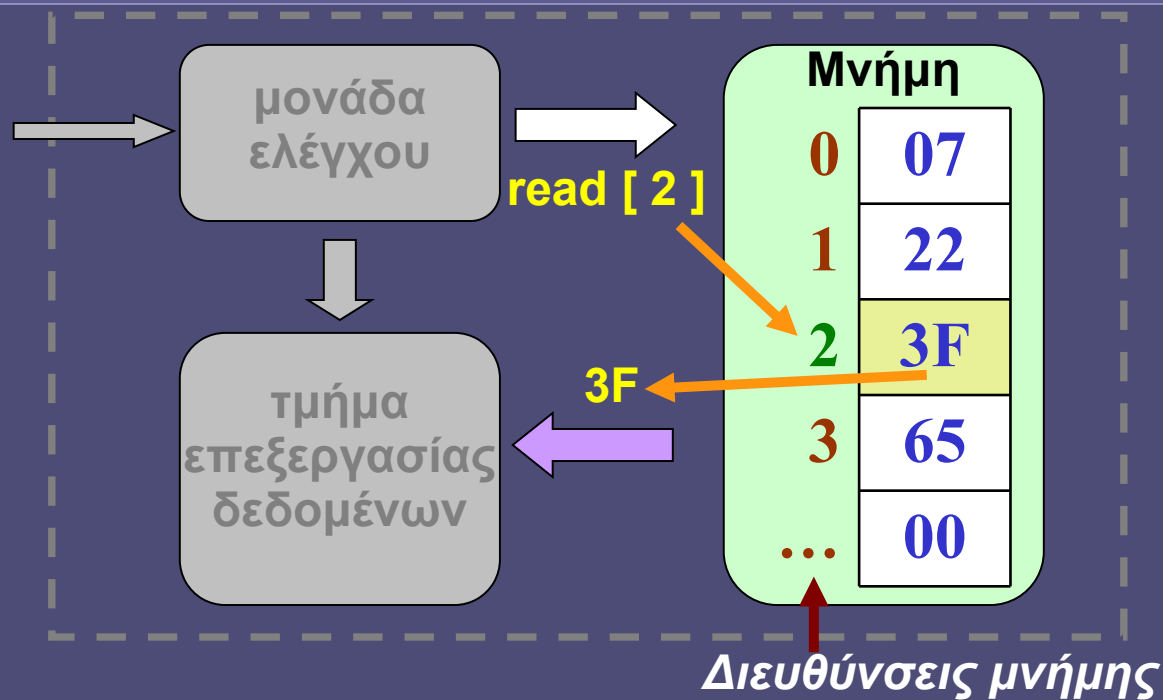 μονάδα
ελέγχου
read [ 2 ]
τμήμα
επεξεργασίας
δεδομένων
3F
Μνήμη
0 07
1 22
2 3F
3 65
... 00
Διευθύνσεις μνήμης